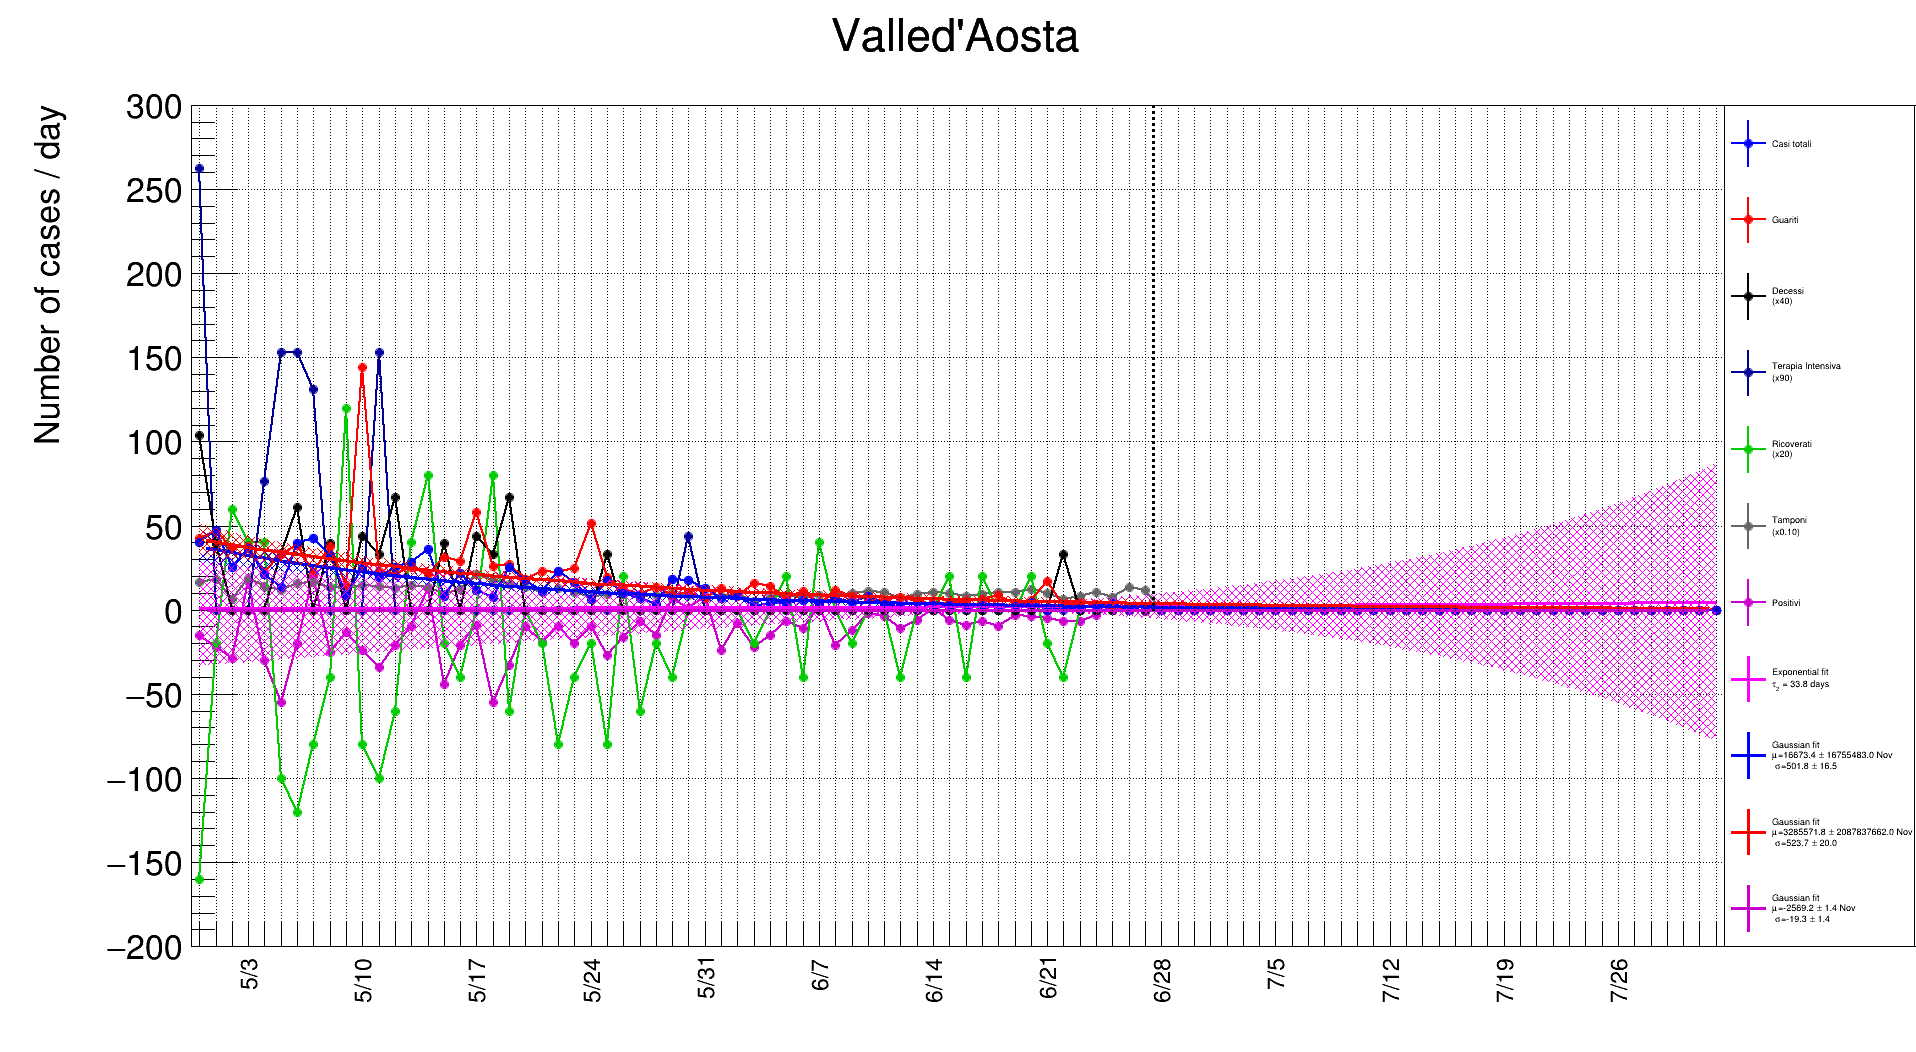 Valled'Aosta
Number of cases / day
300
250
200
150
100
50
0
−50
−100
−150
−200
5/3
5/10
5/17
5/24
5/31
6/7
6/14
6/21
6/28
7/5
7/12
7/19
7/26
Casi totali
Guariti
Decessi
(x40)
Terapia Intensiva
(x90)
Ricoverati
(x20)
Tamponi
(x0.10)
Positivi
Exponential fit
τ₂ = 33.8 days
Gaussian fit
μ=16673.4 ± 16755483.0 Nov
σ=501.8 ± 16.5
Gaussian fit
μ=3285571.8 ± 2087837662.0 Nov
σ=523.7 ± 20.0
Gaussian fit
μ=-2569.2 ± 1.4 Nov
σ=-19.3 ± 1.4